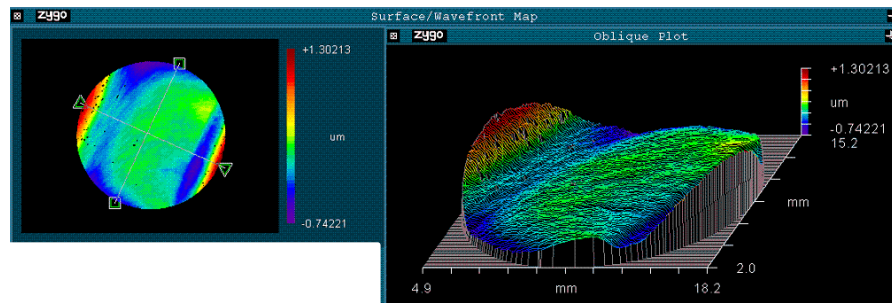 zygo
Surface/Wavefront Map
+1.30213
um
-0.74221
zygo
Oblique Plot
+1.30213
um
-0.74221
15.2
mm
2.0
4.9
mm
18.2